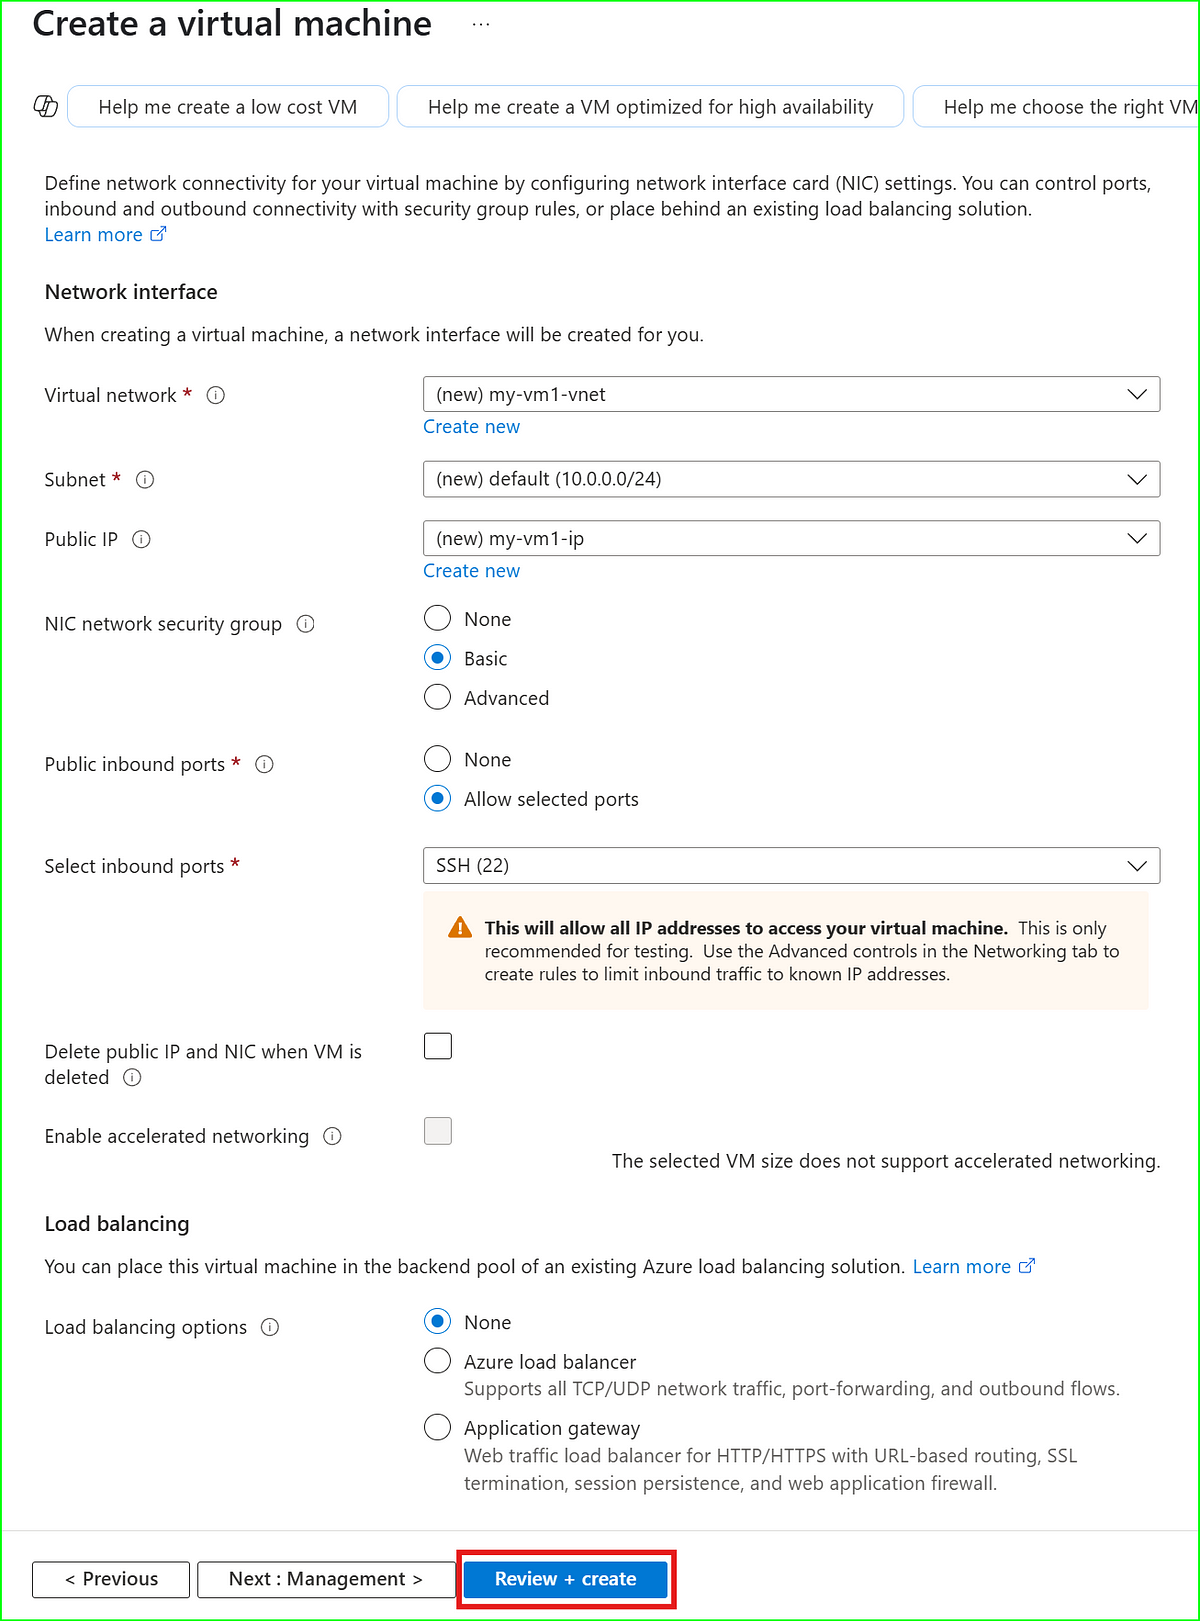 Create a virtual machine ...
Help me create a low cost VM
Help me create a VM optimized for high availability
Help me choose the right VM
Define network connectivity for your virtual machine by configuring network interface card (NIC) settings. You can control ports,
inbound and outbound connectivity with security group rules, or place behind an existing load balancing solution.
Learn more
Network interface
When creating a virtual machine, a network interface will be created for you.
Virtual network *
(new) my-vm1-vnet
Create new
Subnet *
(new) default (10.0.0.0/24)
Public IP
(new) my-vm1-ip
Create new
NIC network security group
None
Basic
Advanced
Public inbound ports *
None
Allow selected ports
Select inbound ports *
SSH (22)
This will allow all IP addresses to access your virtual machine. This is only
recommended for testing. Use the Advanced controls in the Networking tab to
create rules to limit inbound traffic to known IP addresses.
Delete public IP and NIC when VM is
deleted
Enable accelerated networking
The selected VM size does not support accelerated networking.
Load balancing
You can place this virtual machine in the backend pool of an existing Azure load balancing solution. Learn more
Load balancing options
None
Azure load balancer
Supports all TCP/UDP network traffic, port-forwarding, and outbound flows.
Application gateway
Web traffic load balancer for HTTP/HTTPS with URL-based routing, SSL
termination, session persistence, and web application firewall.
< Previous
Next : Management >
Review + create